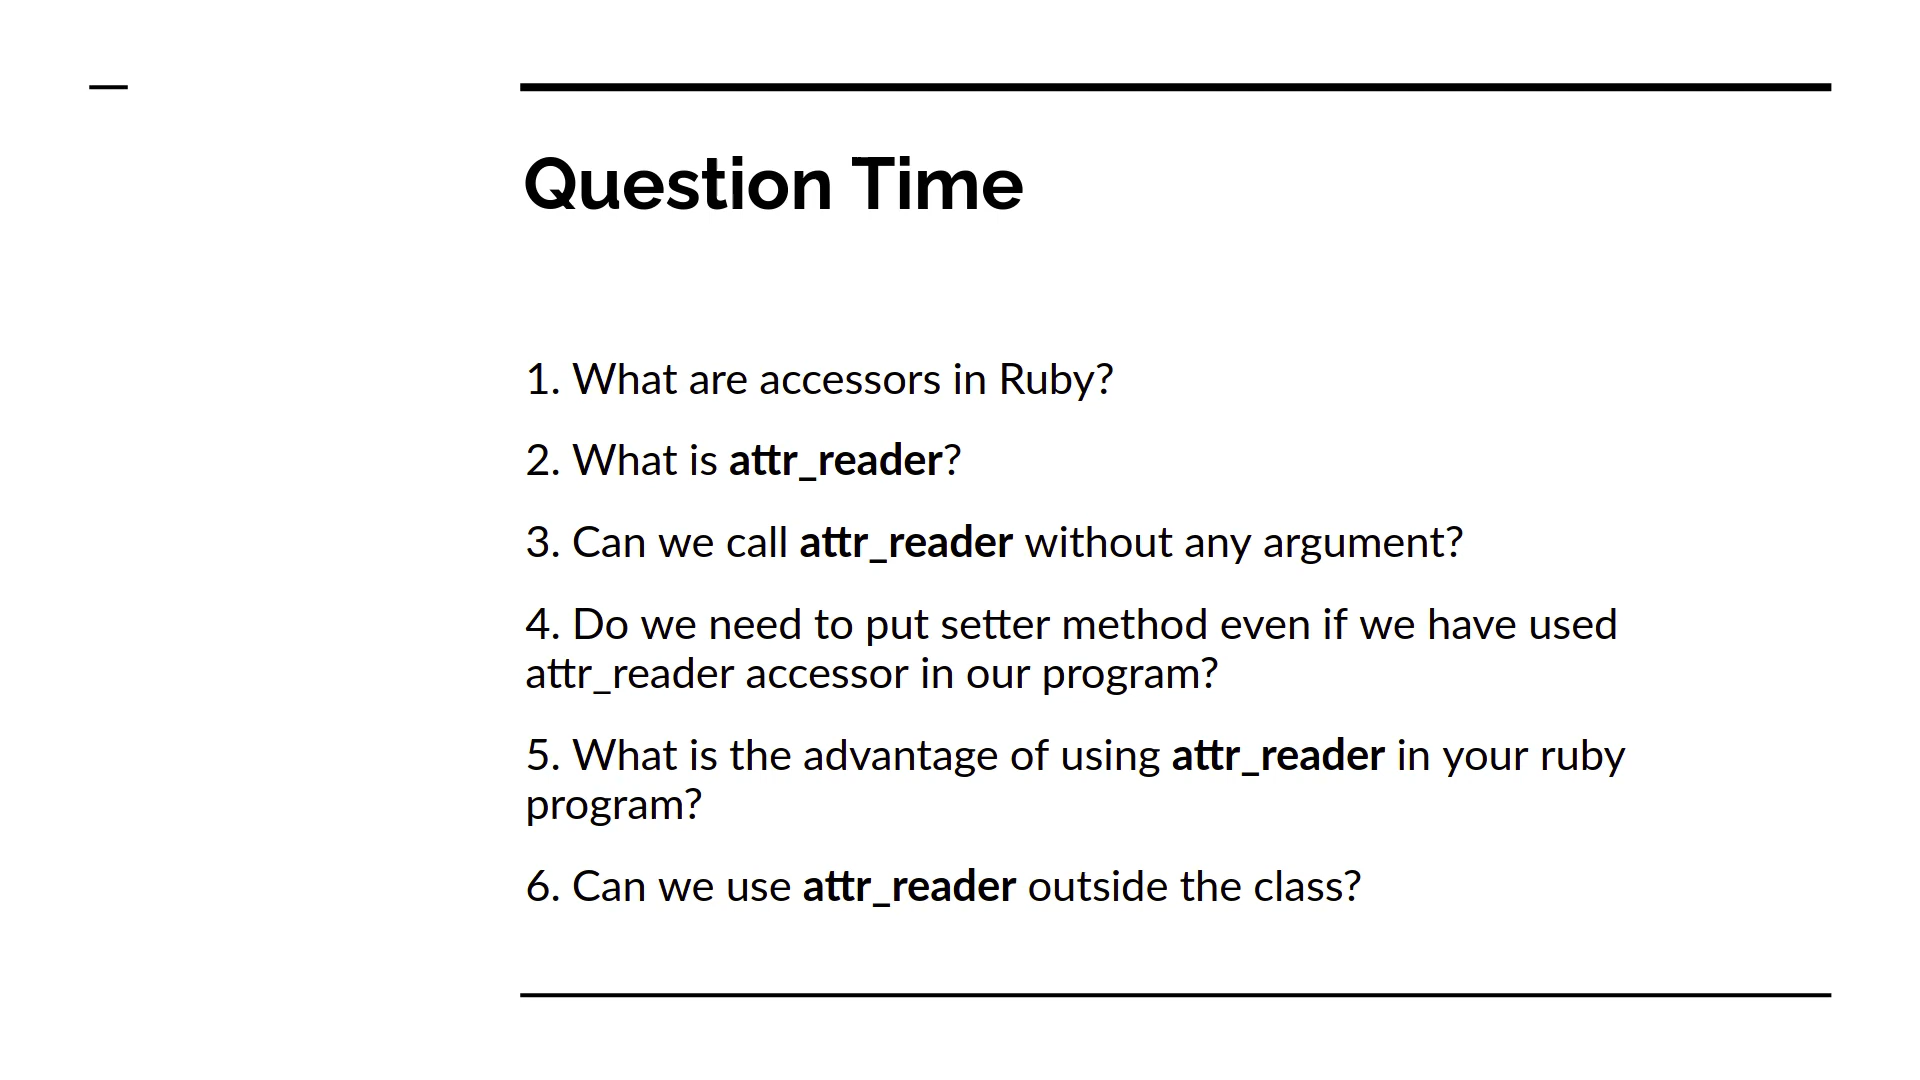 Question Time
1. What are accessors in Ruby?
2. What is attr_reader?
3. Can we call attr_reader without any argument?
4. Do we need to put setter method even if we have used
attr_reader accessor in our program?
5. What is the advantage of using attr_reader in your ruby
program?
6. Can we use attr_reader outside the class?